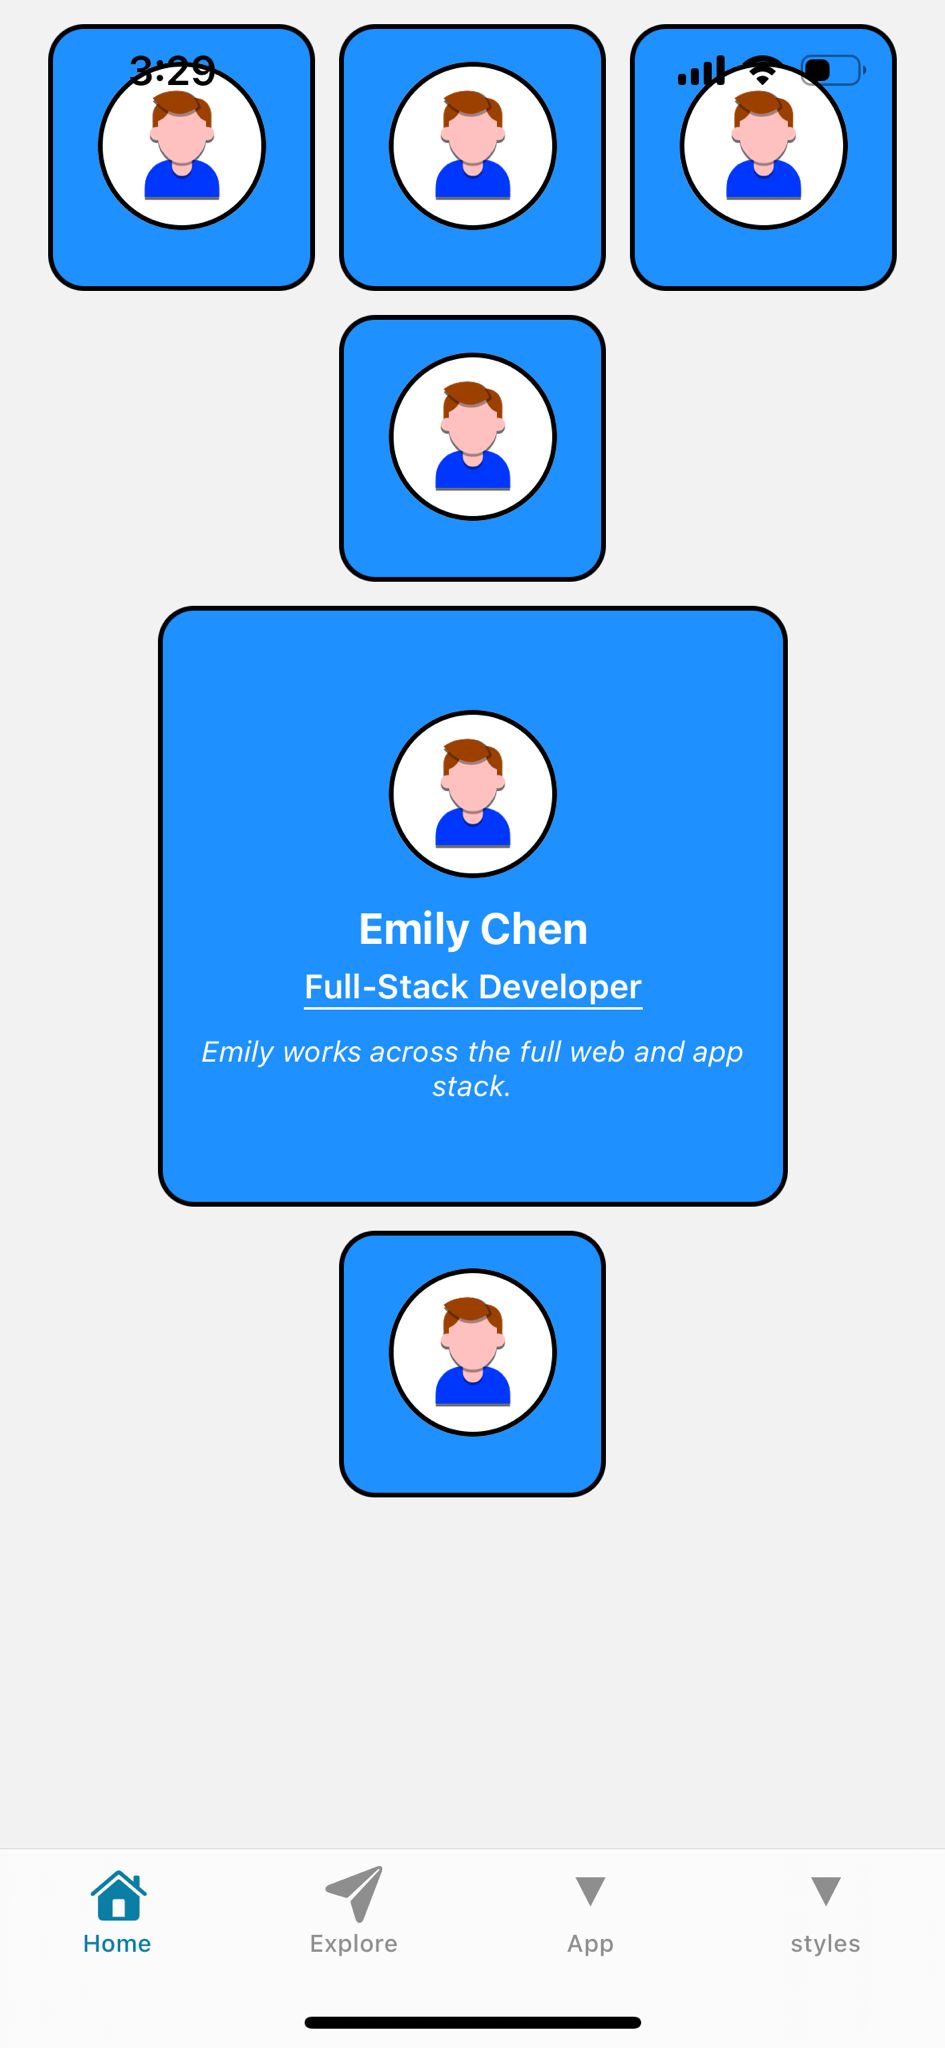 3:29
Emily Chen
Full-Stack Developer
Emily works across the full web and app
stack.
Home
Explore
App
styles